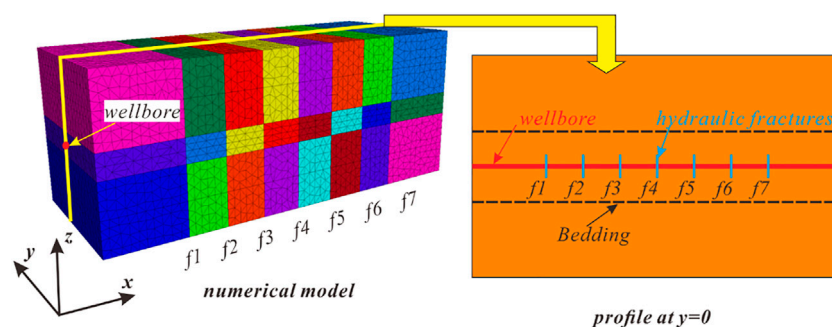 wellbore
f1 f2 f3 f4 f5 f6 f7
z
y
x
numerical model
wellbore
hydraulic fractures
f1 f2 f3 f4 f5 f6 f7
Bedding
profile at y=0